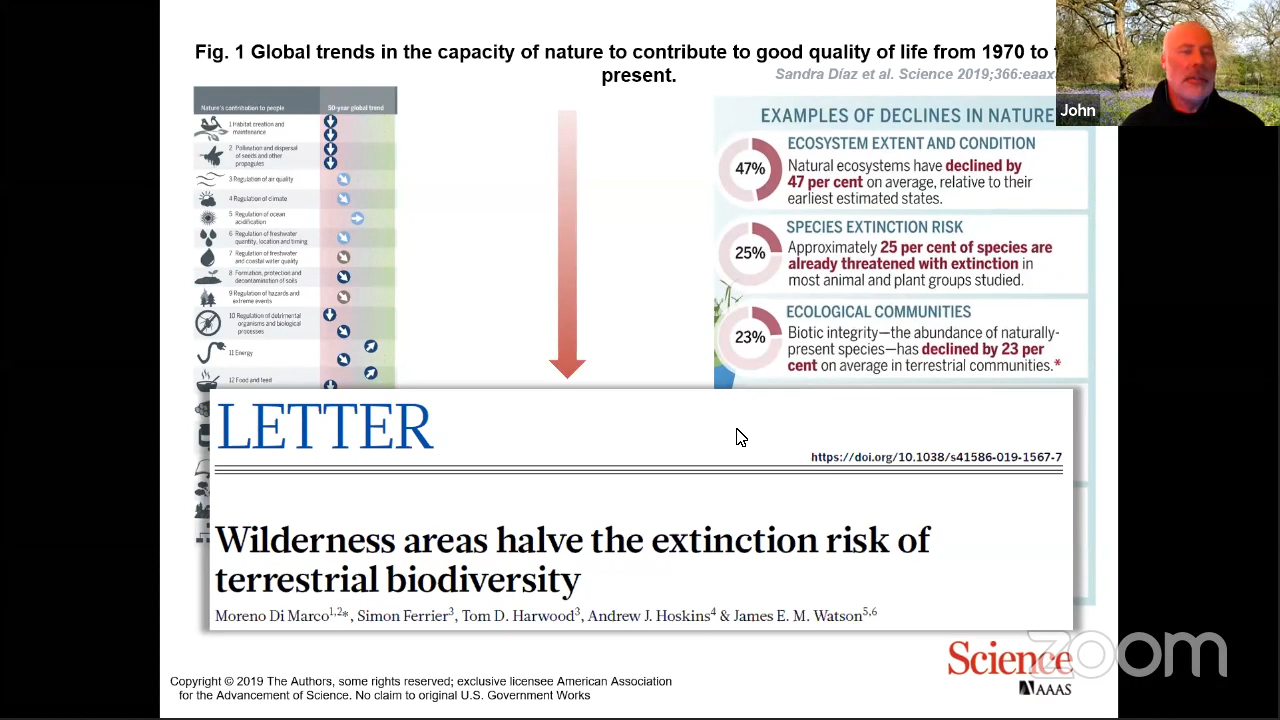 Fig. 1 Global trends in the capacity of nature to contribute to good quality of life from 1970 to
present.
Sandra Díaz et al. Science 2019;366:eaax
John
Nature's contribution to people
50-year global trend
1 Habitat creation and
maintenance
2 Pollination and dispersal
of seeds and other
propagules
3 Regulation of air quality
4 Regulation of climate
5 Regulation of ocean
acidification
6 Regulation of freshwater
quantity, location and timing
7 Regulation of freshwater
and coastal water quality
8 Formation, protection and
decontamination of soils
9 Regulation of hazards and
extreme events
10 Regulation of detrimental
organisms and biological
processes
11 Energy
12 Food and feed
EXAMPLES OF DECLINES IN NATURE
47%
ECOSYSTEM EXTENT AND CONDITION
Natural ecosystems have declined by
47 per cent on average, relative to their
earliest estimated states.
25%
SPECIES EXTINCTION RISK
Approximately 25 per cent of species are
already threatened with extinction in
most animal and plant groups studied.
23%
ECOLOGICAL COMMUNITIES
Biotic integrity—the abundance of naturally-
present species—has declined by 23 per
cent on average in terrestrial communities.*
LETTER
https://doi.org/10.1038/s41586-019-1567-7
Wilderness areas halve the extinction risk of
terrestrial biodiversity
Moreno Di Marco1,2*, Simon Ferrier3, Tom D. Harwood3, Andrew J. Hoskins4 & James E. M. Watson5,6
Science
AAAS
zoom
Copyright © 2019 The Authors, some rights reserved; exclusive licensee American Association
for the Advancement of Science. No claim to original U.S. Government Works